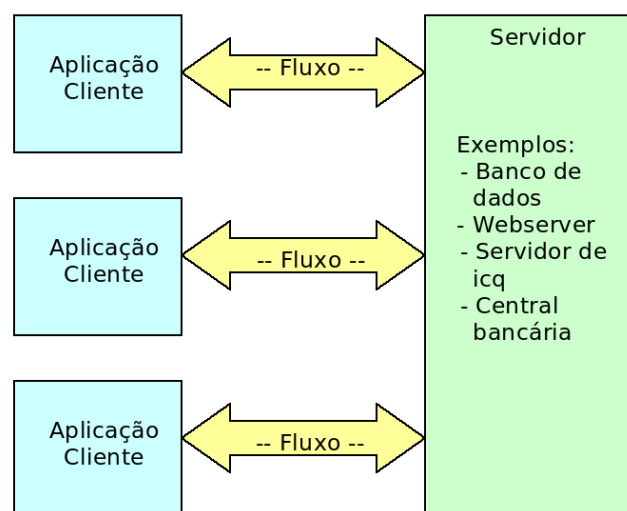 Aplicação
Cliente
-- Fluxo --
Servidor
Exemplos:
- Banco de
dados
- Webserver
- Servidor de
icq
- Central
bancária
Aplicação
Cliente
-- Fluxo --
Aplicação
Cliente
-- Fluxo --